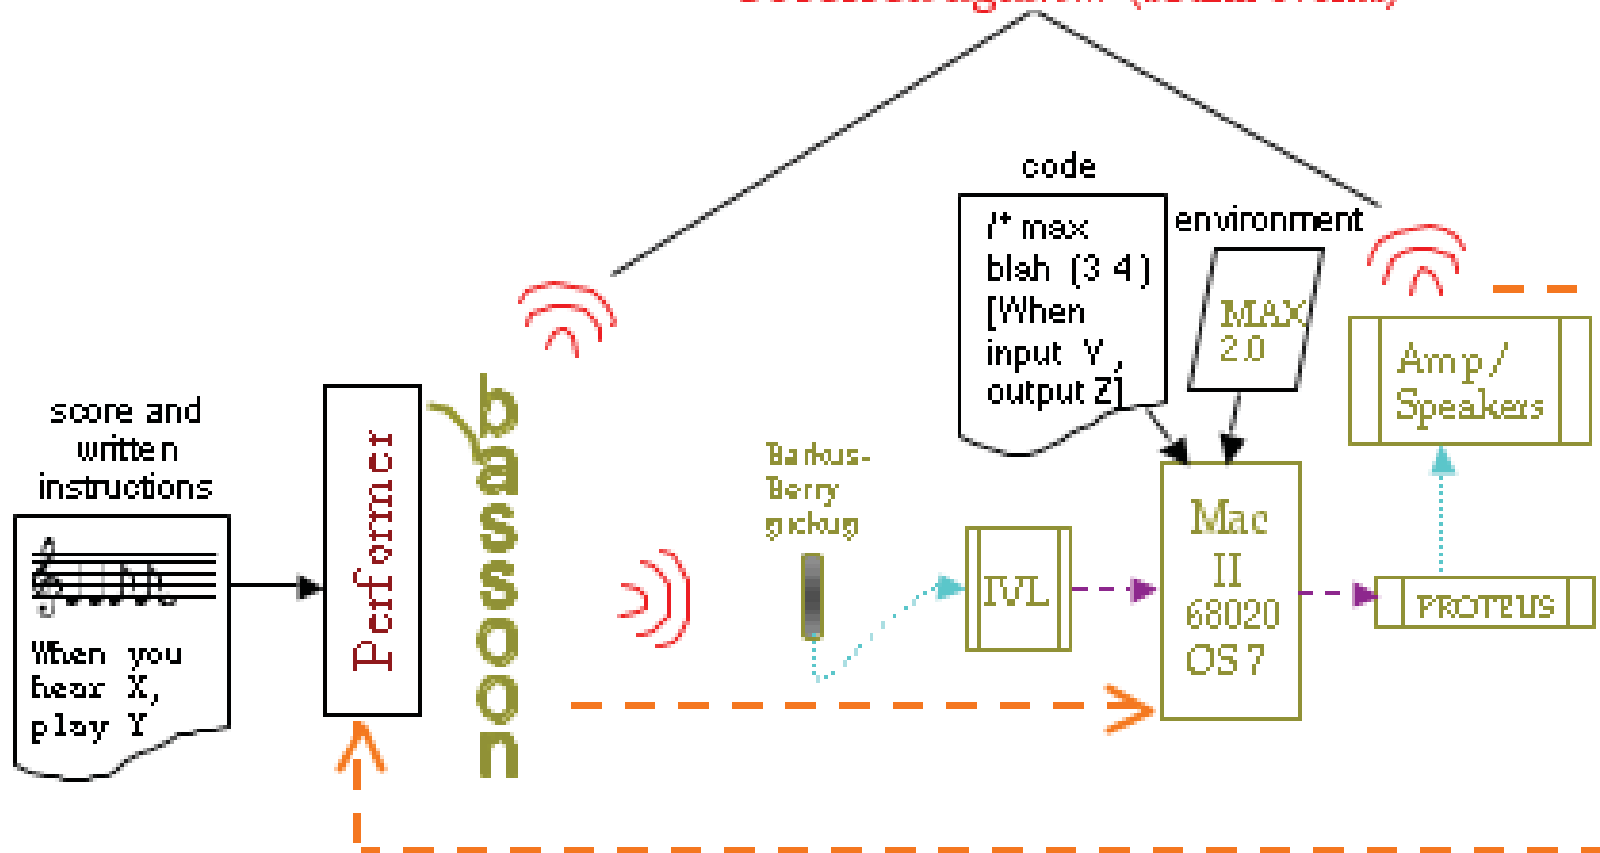 code
/* max
blah (3 4)
[When
input Y,
output Z]
environment
MAX
2.0
Amp/
Speakers
score and
written
instructions
When you
hear X,
play Y
Performer
bassoon
Barkus-
Berry
pickup
IVL
Mac
II
68020
OS 7
PROTEUS